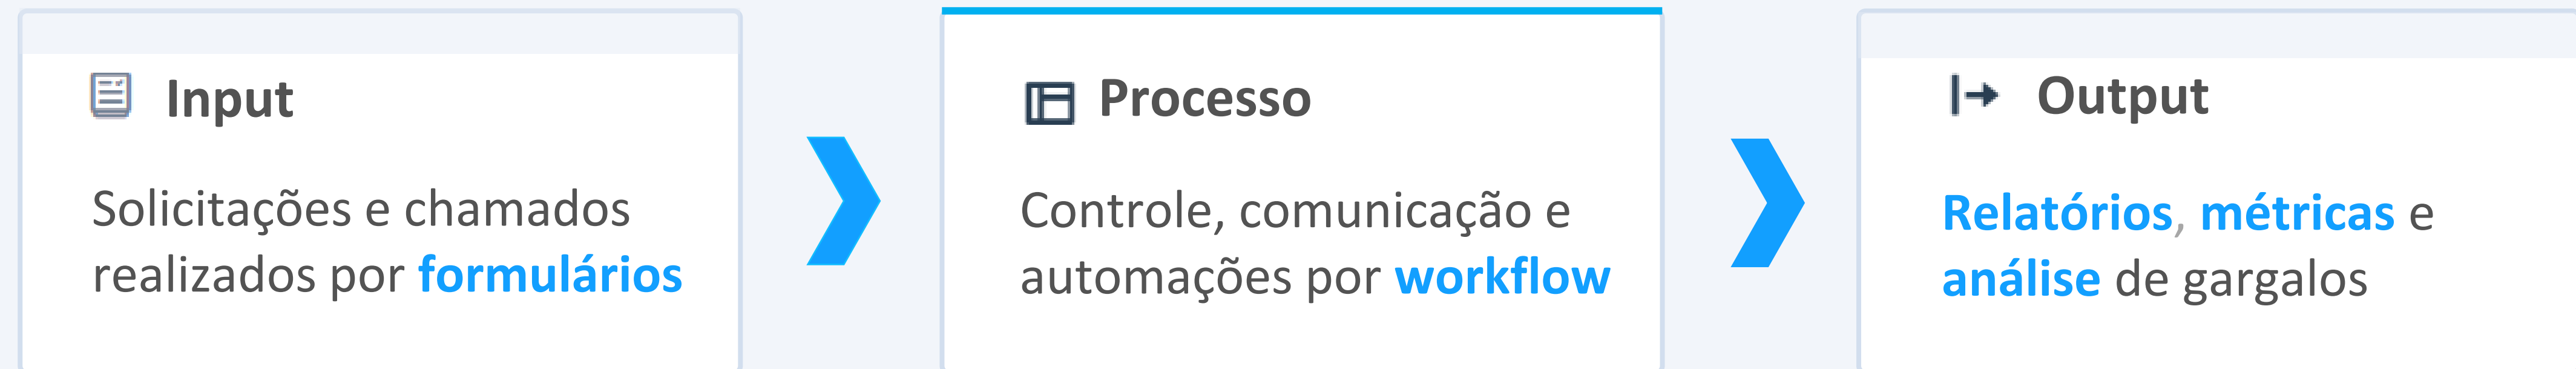 Input
Solicitações e chamados
realizados por formulários
Processo
Controle, comunicação e
automações por workflow
Output
Relatórios, métricas e
análise de gargalos